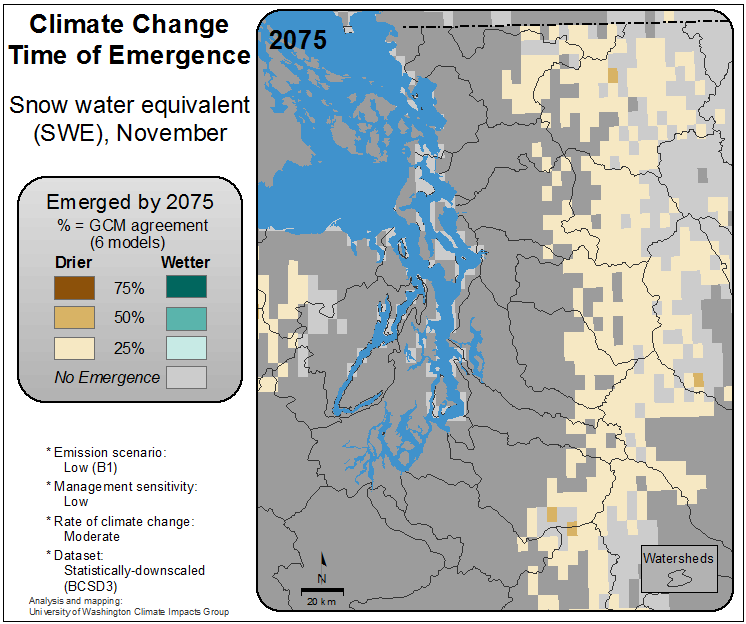 Climate Change
Time of Emergence
Snow water equivalent
(SWE), November
Emerged by 2075
% = GCM agreement
(6 models)
Drier Wetter
75%
50%
25%
No Emergence
* Emission scenario:
Low (B1)
* Management sensitivity:
Low
* Rate of climate change:
Moderate
* Dataset:
Statistically-downscaled
(BCSD3)
Analysis and mapping:
University of Washington Climate Impacts Group
2075
N
20 km
Watersheds